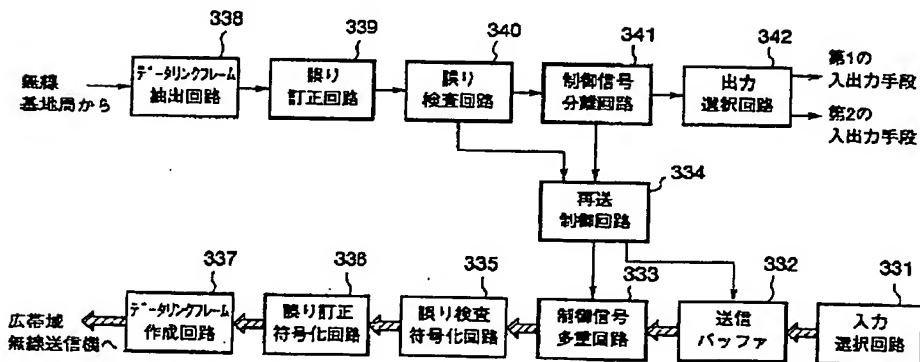 338
339
340
341
342
無線
基地局から
データリンクフレーム
抽出回路
誤り
訂正回路
誤り
検査回路
制御信号
分離回路
出力
選択回路
第1の
入出力手段
第2の
入出力手段
334
再送
制御回路
337
336
335
333
332
331
広帯域
無線送信機へ
データリンクフレーム
作成回路
誤り訂正
符号化回路
誤り検査
符号化回路
制御信号
多重回路
送信
バッファ
入力
選択回路